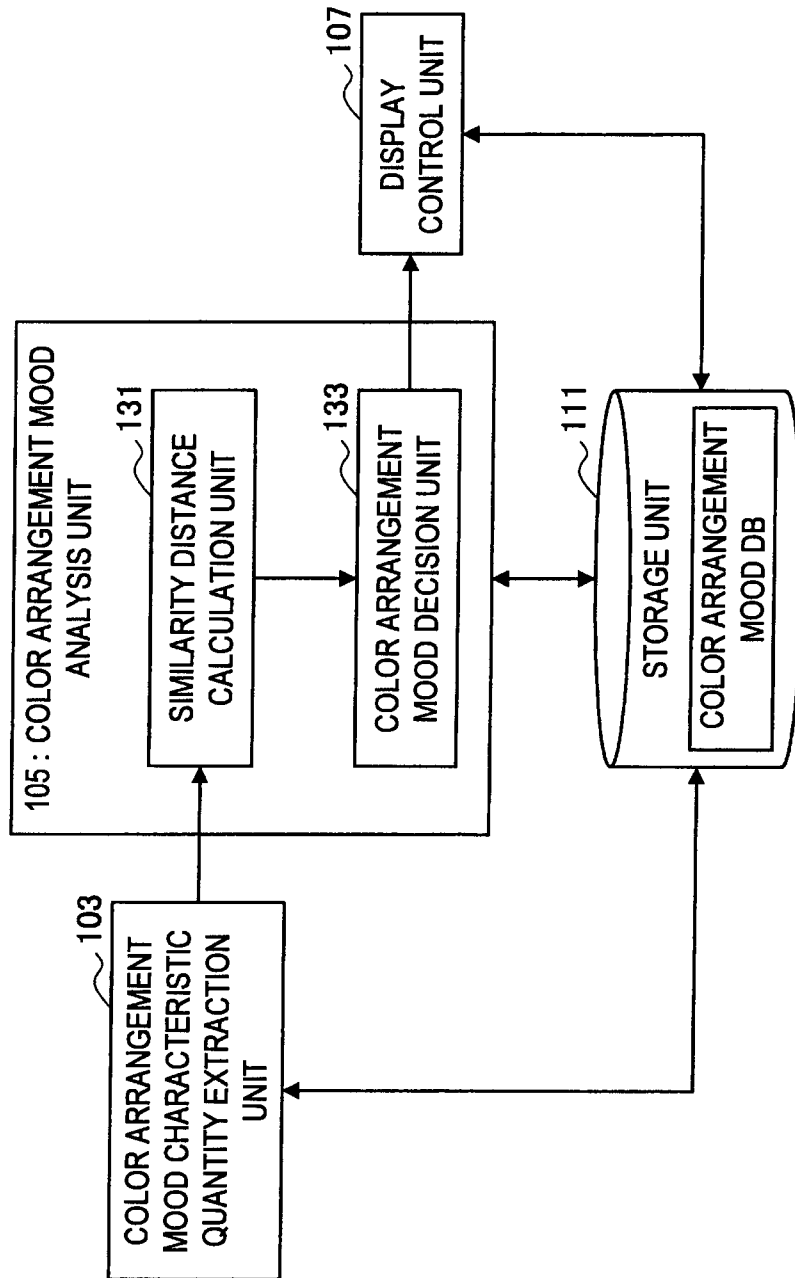 103
COLOR ARRANGEMENT
MOOD CHARACTERISTIC
QUANTITY EXTRACTION
UNIT
105 : COLOR ARRANGEMENT MOOD
ANALYSIS UNIT
131
SIMILARITY DISTANCE
CALCULATION UNIT
133
COLOR ARRANGEMENT
MOOD DECISION UNIT
107
DISPLAY
CONTROL UNIT
111
STORAGE UNIT
COLOR ARRANGEMENT
MOOD DB